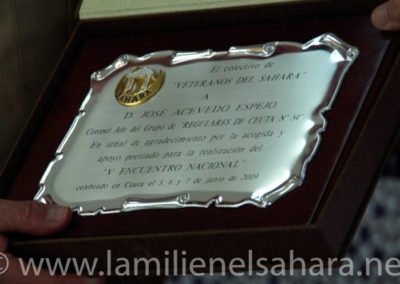 El colectivo de
"VETERANOS DEL SAHARA"
A
D. JOSE ACEVEDO ESPEJO
Coronel Jefe del Grupo de "REGULARES DE CEUTA Nº 54"
En señal de agradecimiento por la acogida y
apoyo prestado para la realización del
"V ENCUENTRO NACIONAL"
celebrado en Ceuta el 5, 6 y 7 de junio de 2009
SAHARA
© www.lamilienelsahara.net